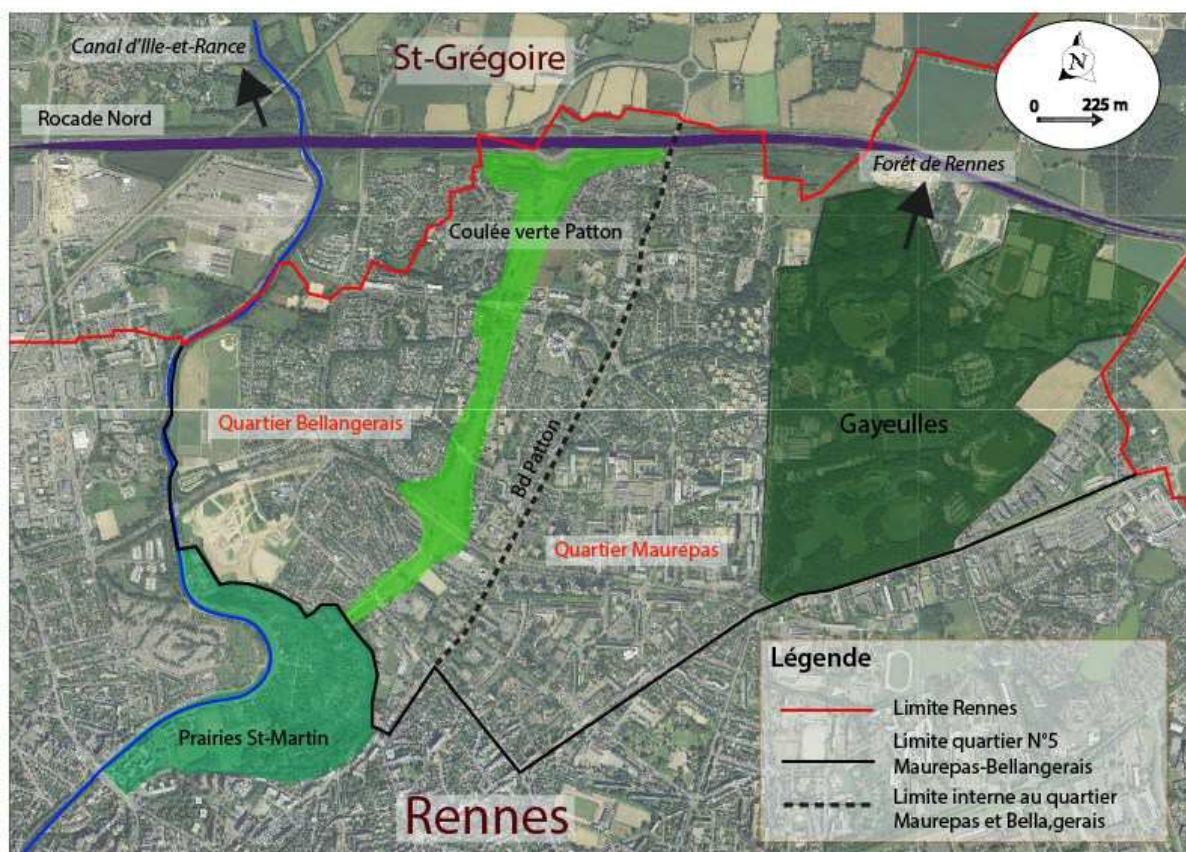 Canal d'Ille-et-Rance
St-Grégoire
N
0 225 m
Rocade Nord
Forêt de Rennes
Coulée verte Patton
Quartier Bellangerais
Gayeulles
Bd Patton
Quartier Maurepas
Prairies St-Martin
Rennes
Légende
Limite Rennes
Limite quartier N°5
Maurepas-Bellangerais
Limite interne au quartier
Maurepas et Bella,gerais